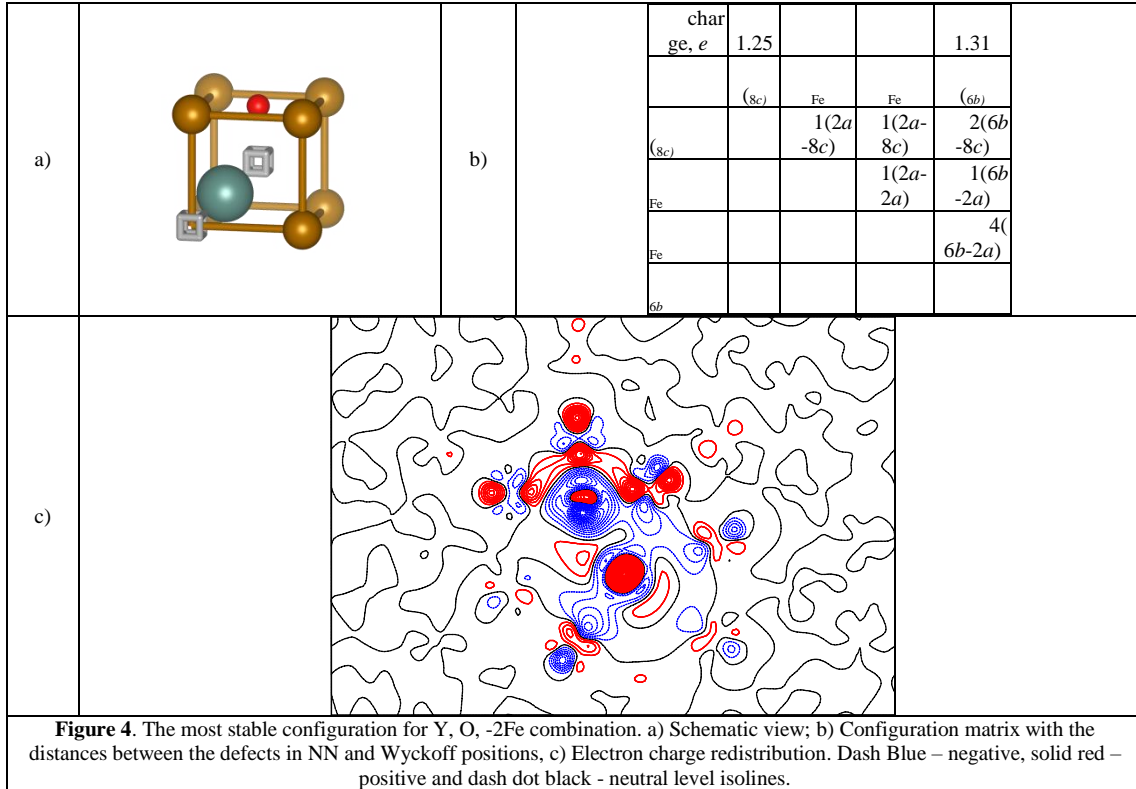 a)
b)
char
ge, e 1.25 1.31
(8c) Fe Fe (6b)
(8c) 1(2a
-8c) 1(2a-
8c) 2(6b
-8c)
Fe 1(2a-
2a) 1(6b
-2a)
Fe 4(
6b-2a)
6b
c)
Figure 4. The most stable configuration for Y, O, -2Fe combination. a) Schematic view; b) Configuration matrix with the
distances between the defects in NN and Wyckoff positions, c) Electron charge redistribution. Dash Blue – negative, solid red –
positive and dash dot black - neutral level isolines.